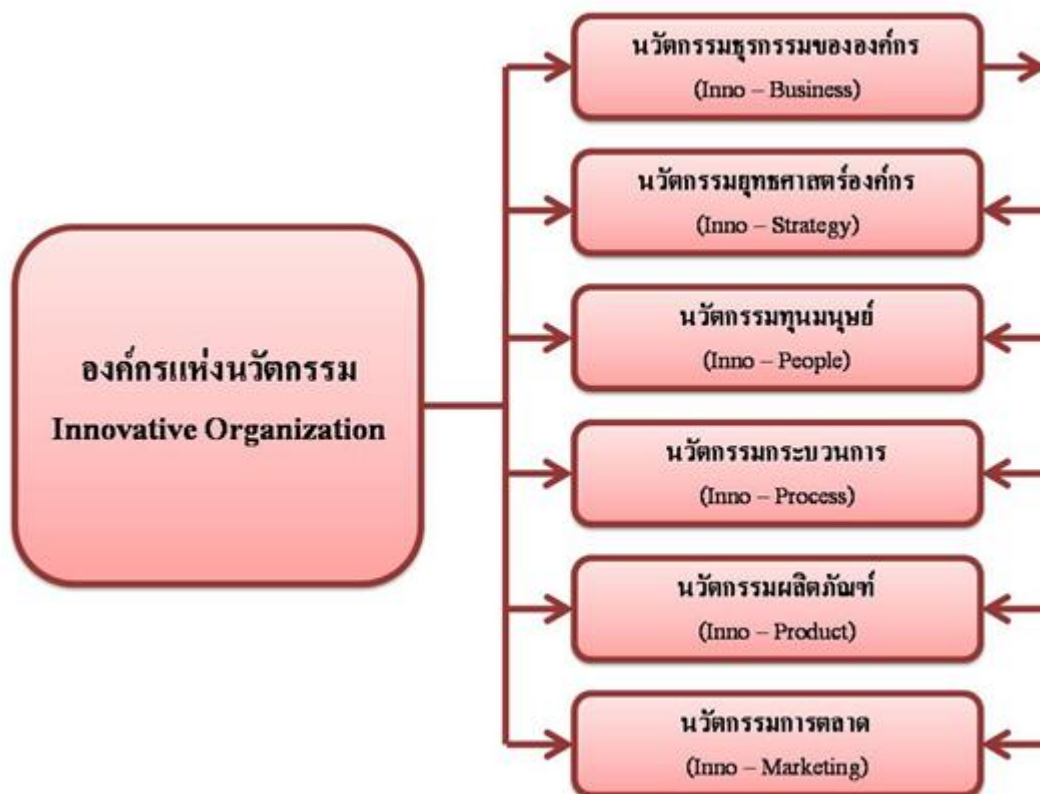 นวัตกรรมธุรกรรมขององค์กร
(Inno – Business)
นวัตกรรมยุทธศาสตร์องค์กร
(Inno – Strategy)
องค์กรแห่งนวัตกรรม
Innovative Organization
นวัตกรรมทุนมนุษย์
(Inno – People)
นวัตกรรมกระบวนการ
(Inno – Process)
นวัตกรรมผลิตภัณฑ์
(Inno – Product)
นวัตกรรมการตลาด
(Inno – Marketing)